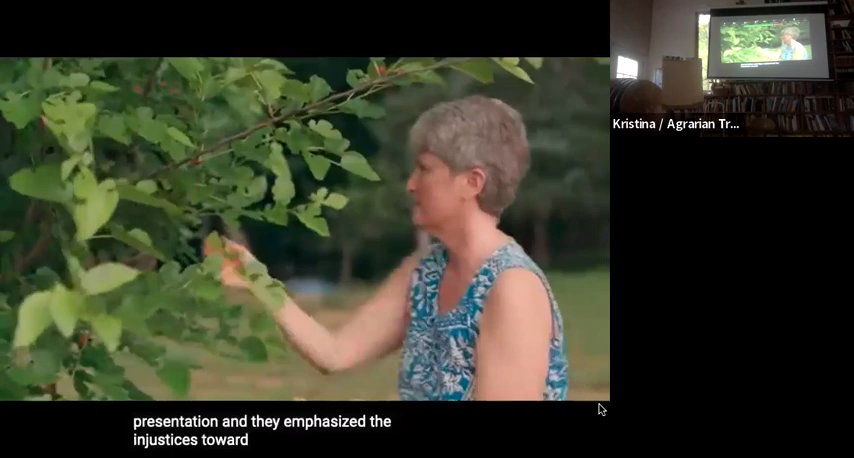 Kristina / Agrarian Tr...
presentation and they emphasized the
injustices toward